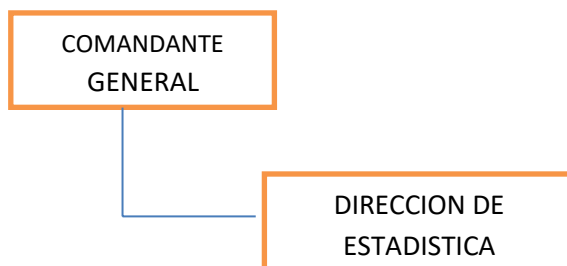 COMANDANTE
GENERAL
DIRECCION DE
ESTADISTICA